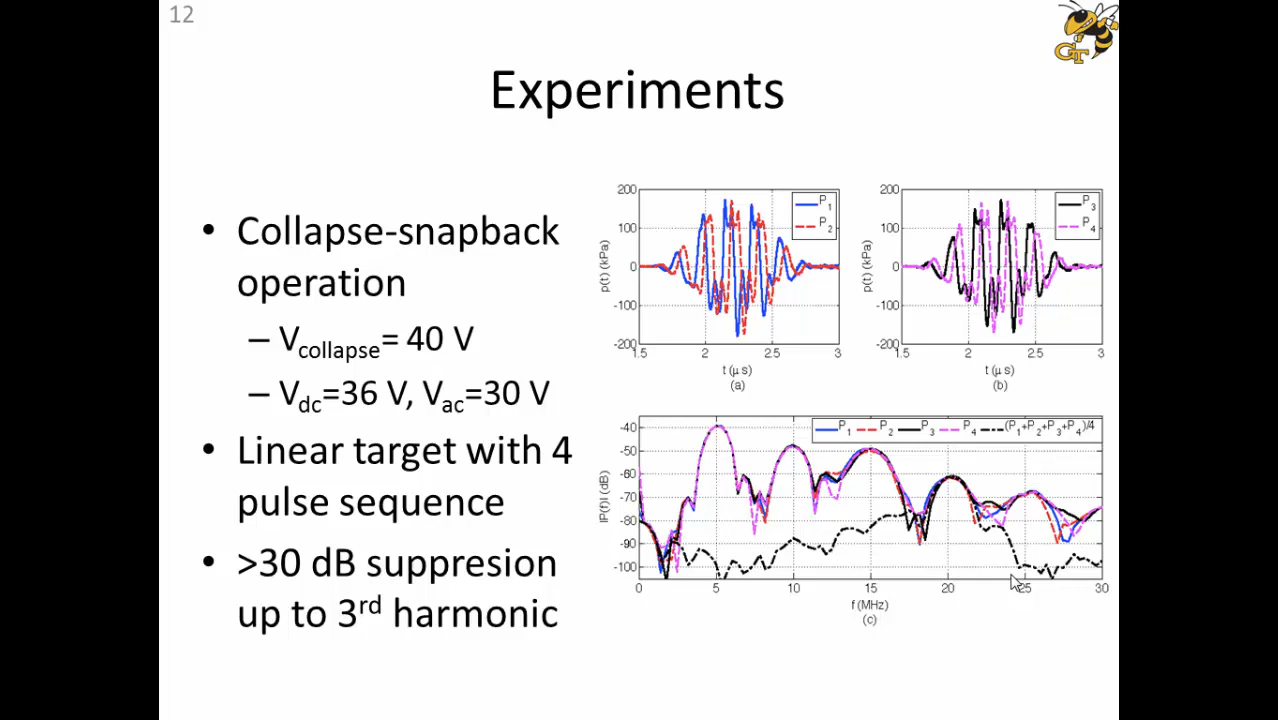 12
GT
Experiments
• Collapse-snapback
operation
– Vcollapse= 40 V
– Vdc=36 V, Vac=30 V
• Linear target with 4
pulse sequence
• >30 dB suppresion
up to 3rd harmonic
200
100
0
-100
-200
p(t) (kPa)
P1
P2
1.5 2 2.5 3
t (μ s)
(a)
200
100
0
-100
-200
p(t) (kPa)
P3
P4
1.5 2 2.5 3
t (μ s)
(b)
P1 P2 P3 P4 (P1+P2+P3+P4)/4
-40
-50
-60
-70
-80
-90
-100
|P(f)| (dB)
0 5 10 15 20 25 30
f (MHz)
(c)